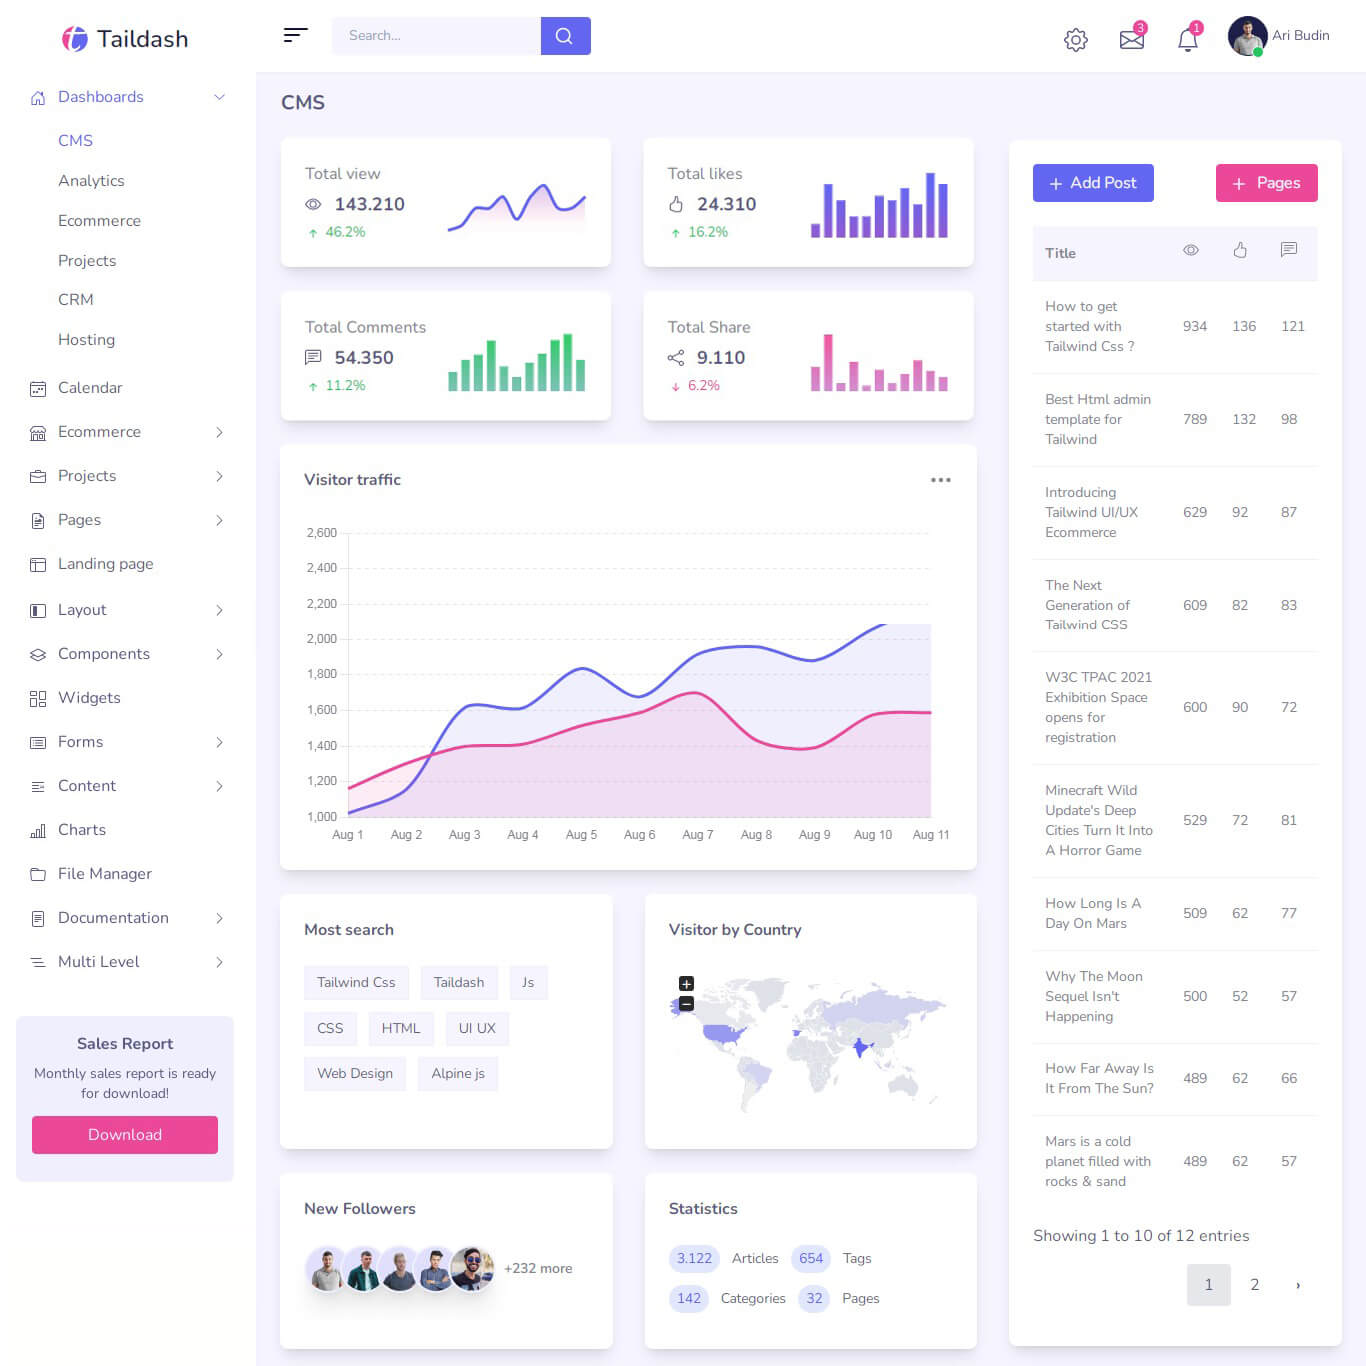 Taildash
Search...
3
1
Ari Budin
Dashboards
CMS
Analytics
Ecommerce
Projects
CRM
Hosting
Calendar
Ecommerce
Projects
Pages
Landing page
Layout
Components
Widgets
Forms
Content
Charts
File Manager
Documentation
Multi Level
Sales Report
Monthly sales report is ready
for download!
Download
CMS
Total view
143.210
46.2%
Total likes
24.310
16.2%
Total Comments
54.350
11.2%
Total Share
9.110
6.2%
Visitor traffic
2,600
2,400
2,200
2,000
1,800
1,600
1,400
1,200
1,000
Aug 1 Aug 2 Aug 3 Aug 4 Aug 5 Aug 6 Aug 7 Aug 8 Aug 9 Aug 10 Aug 11
Most search
Tailwind Css Taildash Js
CSS HTML UI UX
Web Design Alpine js
Visitor by Country
+
−
New Followers
+232 more
Statistics
3.122 Articles 654 Tags
142 Categories 32 Pages
+ Add Post
+ Pages
Title
How to get
started with
Tailwind Css ?
934 136 121
Best Html admin
template for
Tailwind
789 132 98
Introducing
Tailwind UI/UX
Ecommerce
629 92 87
The Next
Generation of
Tailwind CSS
609 82 83
W3C TPAC 2021
Exhibition Space
opens for
registration
600 90 72
Minecraft Wild
Update's Deep
Cities Turn It Into
A Horror Game
529 72 81
How Long Is A
Day On Mars
509 62 77
Why The Moon
Sequel Isn't
Happening
500 52 57
How Far Away Is
It From The Sun?
489 62 66
Mars is a cold
planet filled with
rocks & sand
489 62 57
Showing 1 to 10 of 12 entries
1 2 ›